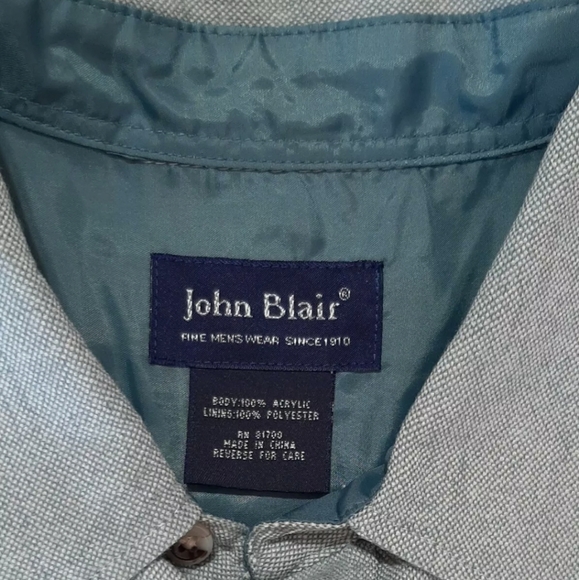 John Blair®
FINE MENS WEAR SINCE 1910
BODY:100% ACRYLIC
LINING:100% POLYESTER
RN 81700
MADE IN CHINA
REVERSE FOR CARE